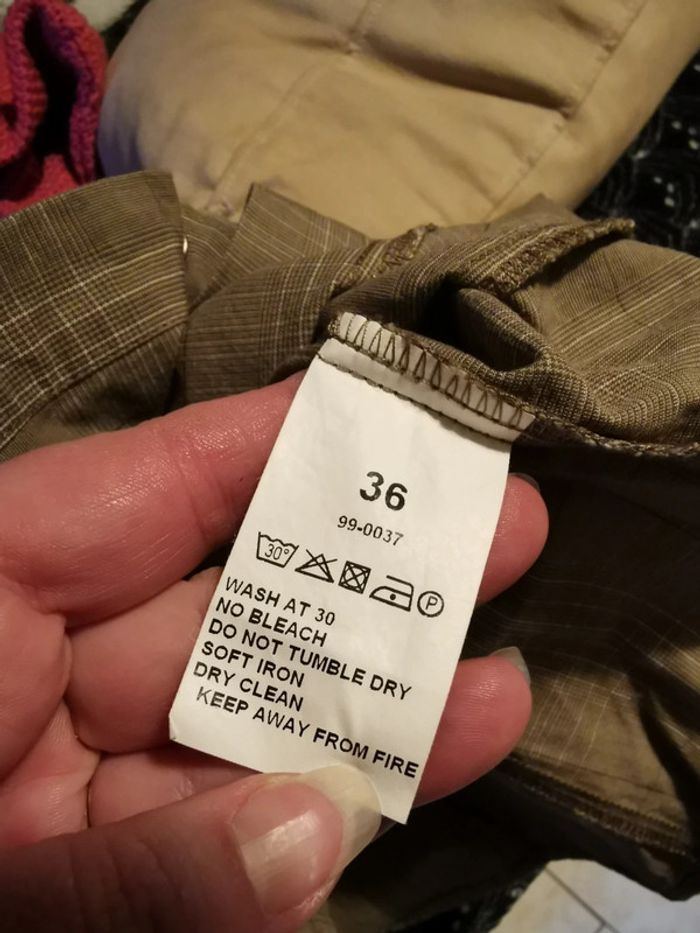 36
99-0037
30° P
WASH AT 30
NO BLEACH
DO NOT TUMBLE DRY
SOFT IRON
DRY CLEAN
KEEP AWAY FROM FIRE